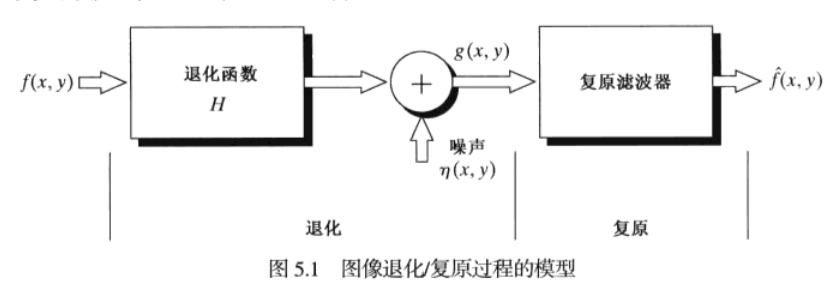 f(x, y)
退化函数
H
+
g(x, y)
噪声
η(x, y)
复原滤波器
f̂(x, y)
退化
复原
图 5.1 图像退化/复原过程的模型